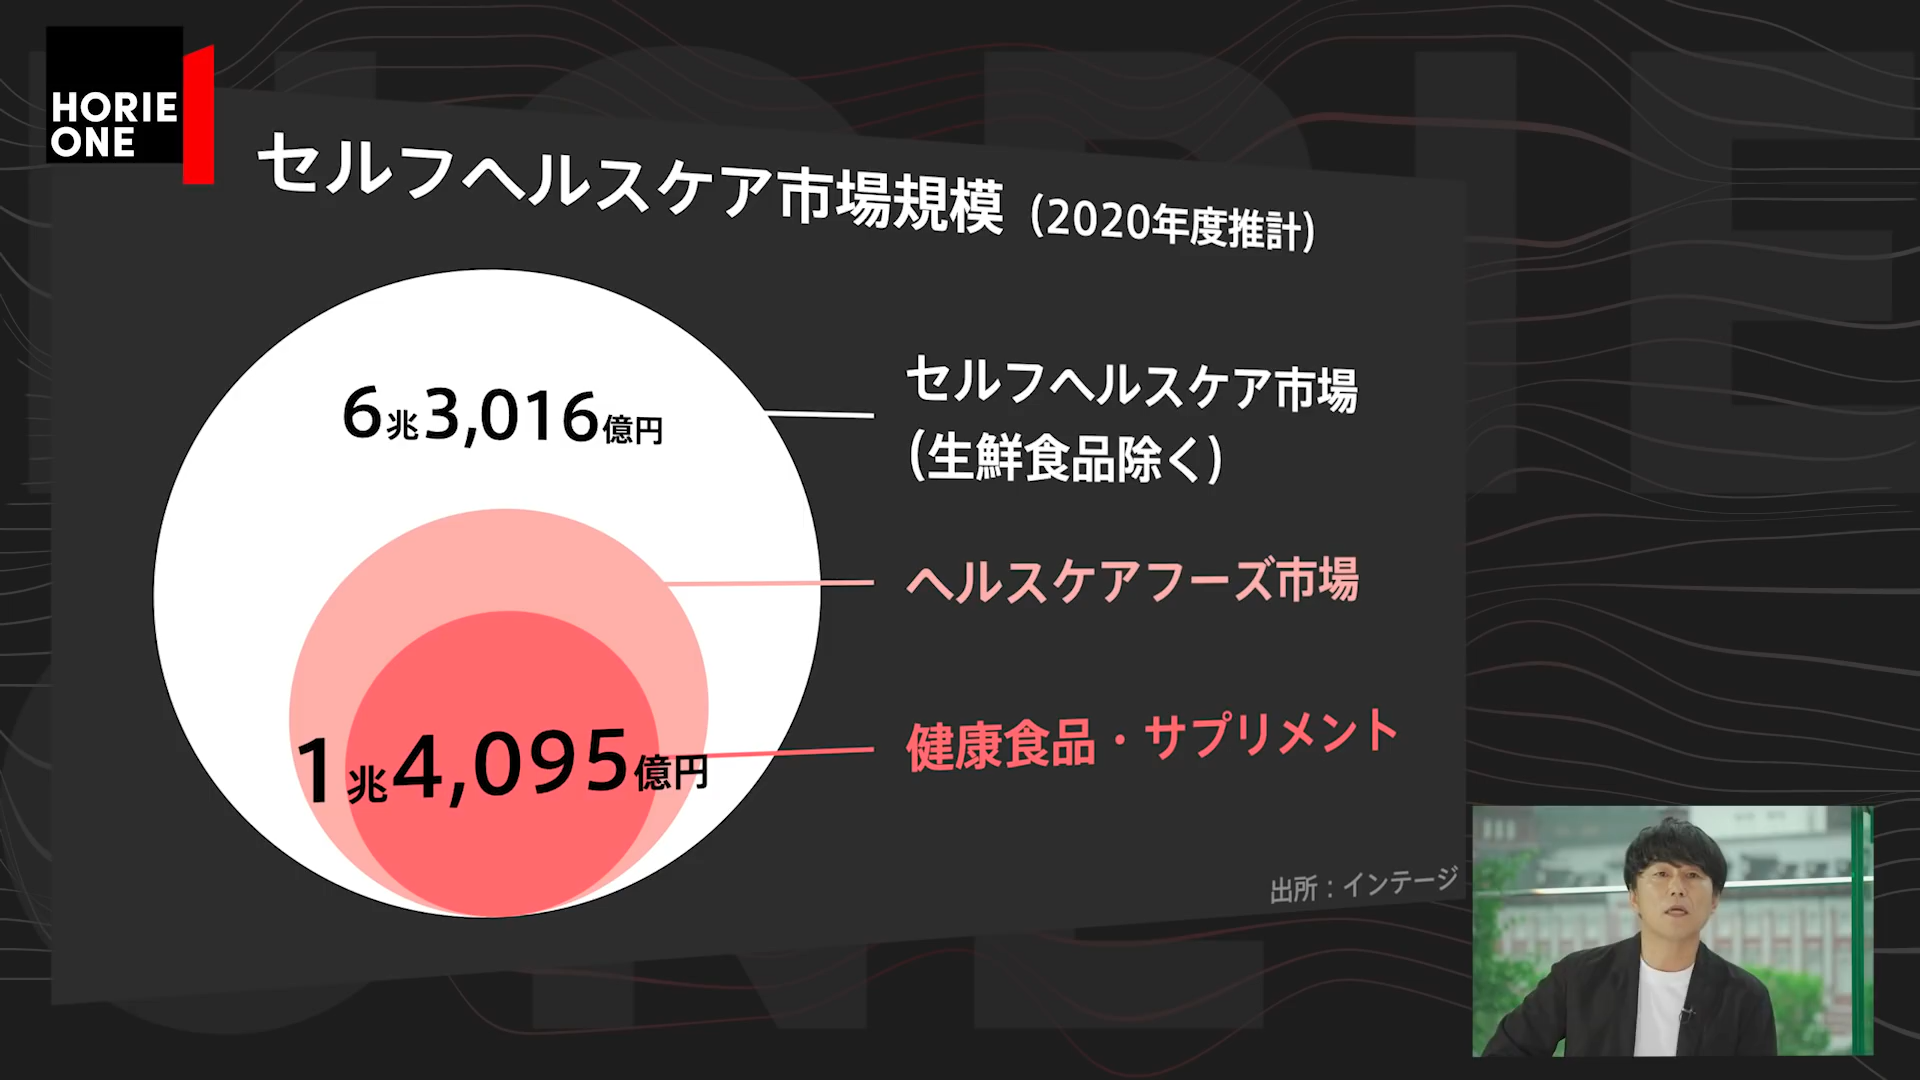 HORIE
ONE
セルフヘルスケア市場規模 (2020年度推計)
6兆3,016億円
セルフヘルスケア市場
(生鮮食品除く)
ヘルスケアフーズ市場
1兆4,095億円
健康食品・サプリメント
出所：インテージ